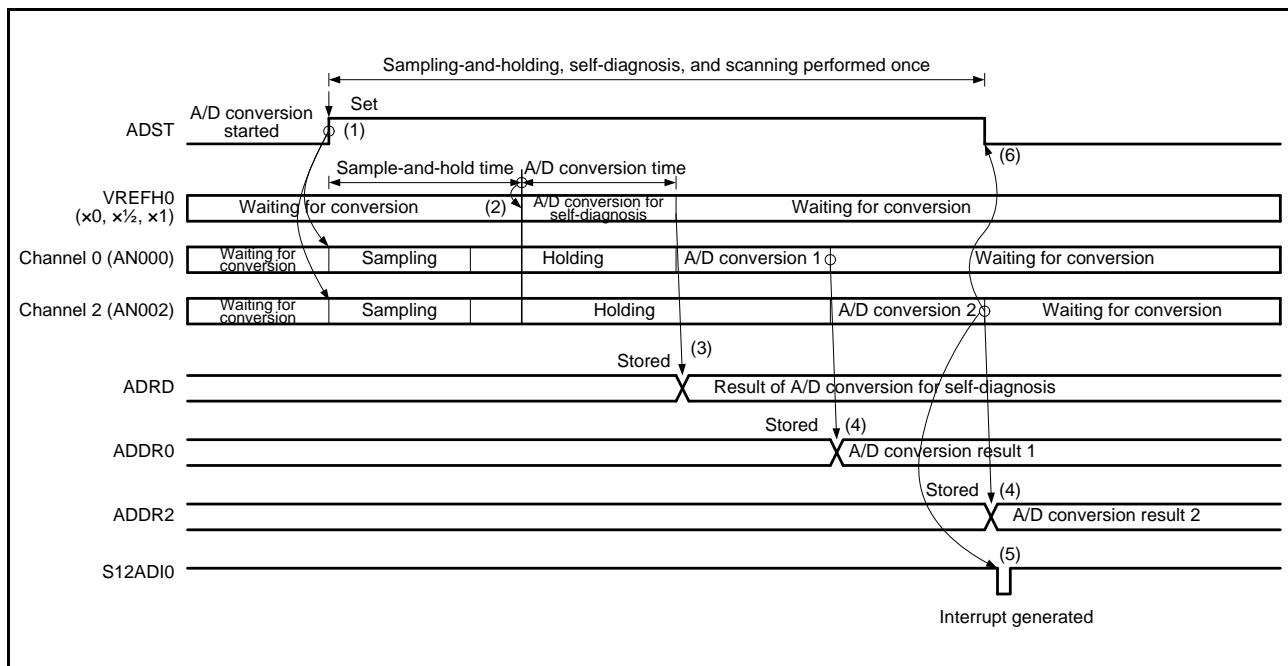 Sampling-and-holding, self-diagnosis, and scanning performed once
A/D conversion
started
Set
ADST
(1)
(6)
Sample-and-hold time
A/D conversion time
VREFH0
(×0, ×½, ×1)
Waiting for conversion
(2)
A/D conversion for
self-diagnosis
Waiting for conversion
Channel 0 (AN000)
Waiting for
conversion
Sampling
Holding
A/D conversion 1
Waiting for conversion
Channel 2 (AN002)
Waiting for
conversion
Sampling
Holding
A/D conversion 2
Waiting for conversion
Stored
(3)
ADRD
Result of A/D conversion for self-diagnosis
Stored
(4)
ADDR0
A/D conversion result 1
Stored
(4)
ADDR2
A/D conversion result 2
(5)
S12ADI0
Interrupt generated